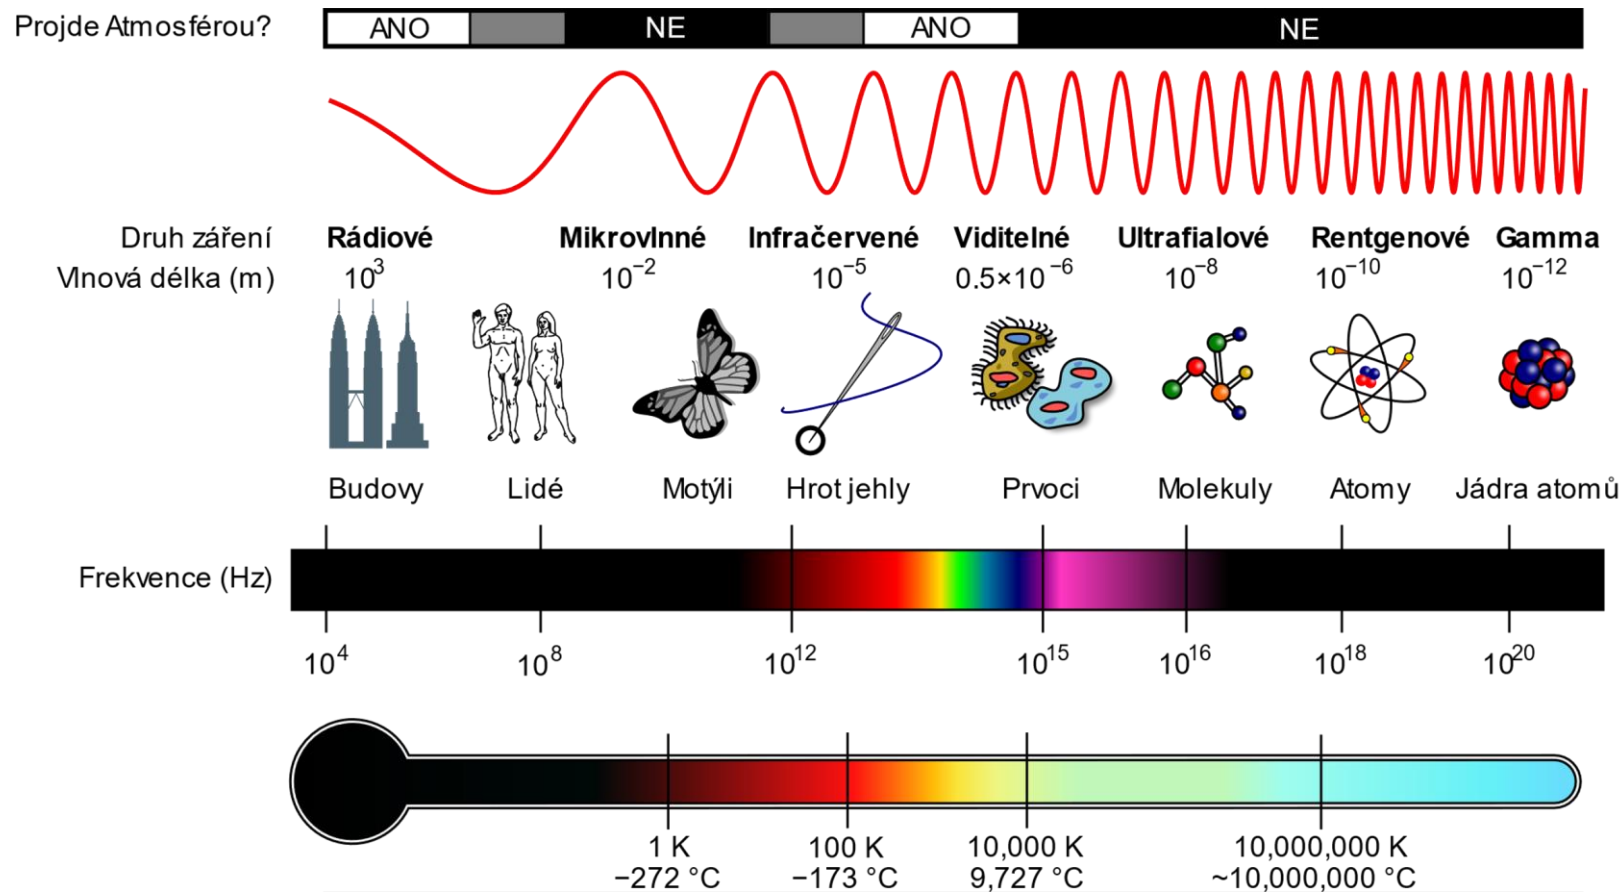 Projde Atmosférou? ANO NE ANO NE
Druh záření Rádiové Mikrovlnné Infračervené Viditelné Ultrafialové Rentgenové Gamma
Vlnová délka (m) 10³ 10⁻² 10⁻⁵ 0.5×10⁻⁶ 10⁻⁸ 10⁻¹⁰ 10⁻¹²
Budovy Lidé Motýli Hrot jehly Prvoci Molekuly Atomy Jádra atomů
Frekvence (Hz)
10⁴ 10⁸ 10¹² 10¹⁵ 10¹⁶ 10¹⁸ 10²⁰
1 K 100 K 10,000 K 10,000,000 K
−272 °C −173 °C 9,727 °C ~10,000,000 °C